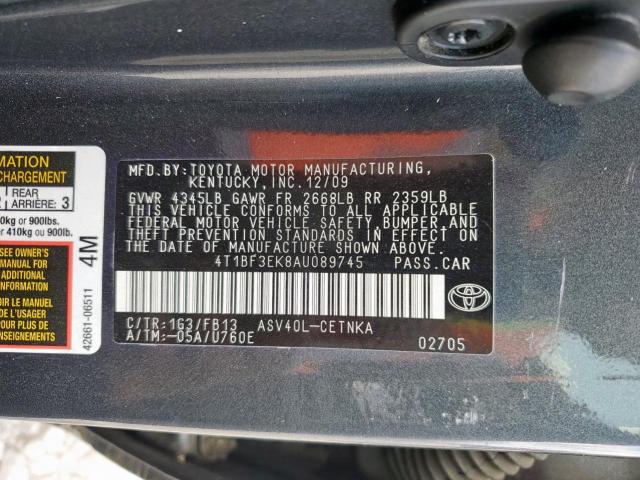 MATION
CHARGEMENT
REAR
ARRIÈRE: 3
0kg or 900lbs.
r 410kg ou 900lb.
SEE OWNER'S
MANUAL FOR
ADDITIONAL
INFORMATION
VOIR LE MANUEL
DE L'USAGER
POUR PLUS DE
RENSEIGNEMENTS
4M
42661-06511
MFD.BY: TOYOTA MOTOR MANUFACTURING,
KENTUCKY, INC. 12/09
GVWR 4345LB GAWR FR 2668LB RR 2359LB
THIS VEHICLE CONFORMS TO ALL APPLICABLE
FEDERAL MOTOR VEHICLE SAFETY, BUMPER, AND
THEFT PREVENTION STANDARDS IN EFFECT ON
THE DATE OF MANUFACTURE SHOWN ABOVE.
4T1BF3EK8AU089745 PASS.CAR
C/TR: 1G3/FB13 ASV40L-CETNKA
A/TM:-05A/U760E
TOYOTA
02705